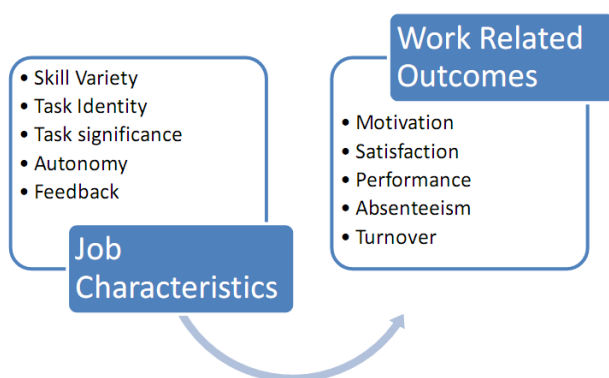 • Skill Variety
• Task Identity
• Task significance
• Autonomy
• Feedback
Job
Characteristics
Work Related
Outcomes
• Motivation
• Satisfaction
• Performance
• Absenteeism
• Turnover